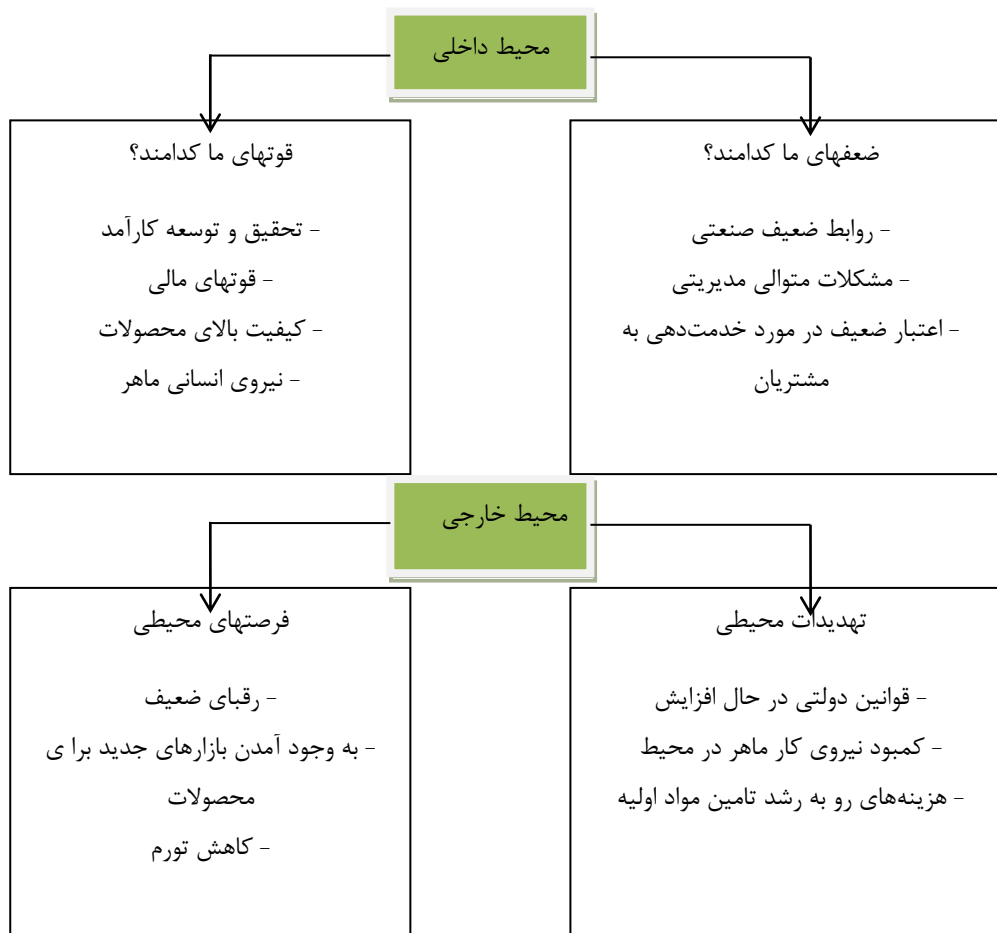 محیط داخلی
ضعفهای ما کدامند؟
- روابط ضعیف صنعتی
- مشکلات متوالی مدیریتی
- اعتبار ضعیف در مورد خدمت‌دهی به
مشتریان
قوتهای ما کدامند؟
- تحقیق و توسعه کارآمد
- قوتهای مالی
- کیفیت بالای محصولات
- نیروی انسانی ماهر
محیط خارجی
تهدیدات محیطی
- قوانین دولتی در حال افزایش
- کمبود نیروی کار ماهر در محیط
- هزینه‌های رو به رشد تامین مواد اولیه
فرصتهای محیطی
- رقبای ضعیف
- به وجود آمدن بازارهای جدید برا ی
محصولات
- کاهش تورم